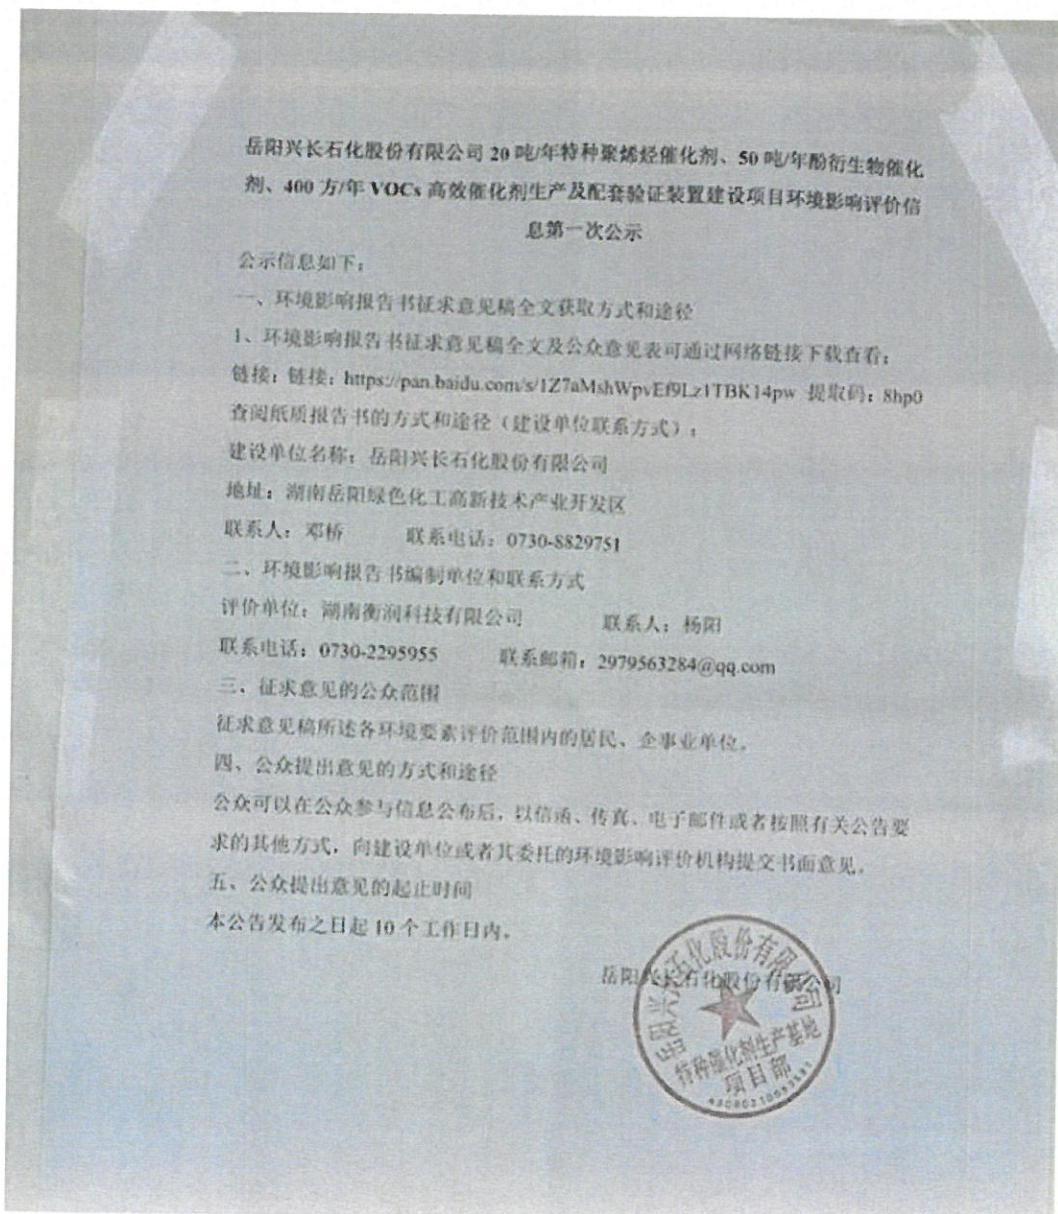 岳阳兴长石化股份有限公司 20 吨/年特种聚烯烃催化剂、50 吨/年酚衍生物催化
剂、400 方/年 VOCs 高效催化剂生产及配套验证装置建设项目环境影响评价信
息第一次公示
公示信息如下：
一、环境影响报告书征求意见稿全文获取方式和途径
1、环境影响报告书征求意见稿全文及公众意见表可通过网络链接下载查看：
链接：链接：https://pan.baidu.com/s/1Z7aMshWpvEf9Lz1TBK14pw 提取码：8hp0
查阅纸质报告书的方式和途径（建设单位联系方式）：
建设单位名称：岳阳兴长石化股份有限公司
地址：湖南岳阳绿色化工高新技术产业开发区
联系人：邓桥 联系电话：0730-8829751
二、环境影响报告书编制单位和联系方式
评价单位：湖南衡润科技有限公司 联系人：杨阳
联系电话：0730-2295955 联系邮箱：2979563284@qq.com
三、征求意见的公众范围
征求意见稿所述各环境要素评价范围内的居民、企事业单位。
四、公众提出意见的方式和途径
公众可以在公众参与信息公布后，以信函、传真、电子邮件或者按照有关公告要
求的其他方式，向建设单位或者其委托的环境影响评价机构提交书面意见。
五、公众提出意见的起止时间
本公告发布之日起 10 个工作日内。
岳阳兴长石化股份有限公司
岳阳兴长石化股份有限公司
特种催化剂生产基地
项目部